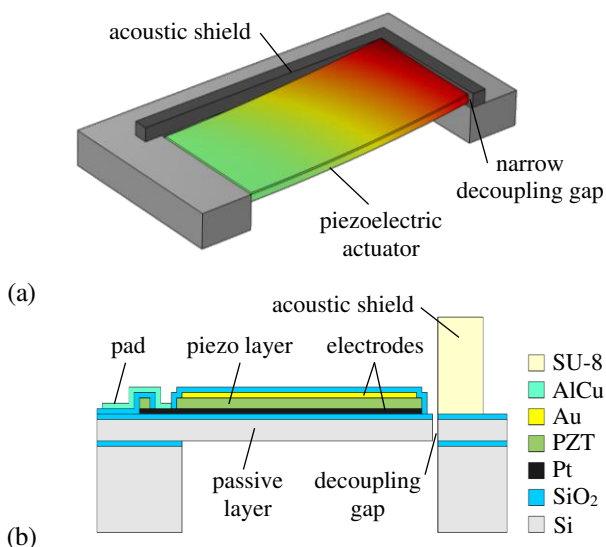 acoustic shield
narrow
decoupling gap
piezoelectric
actuator
(a)
acoustic shield
pad
piezo layer
electrodes
SU-8
AlCu
Au
PZT
Pt
SiO₂
Si
passive
layer
decoupling
gap
(b)